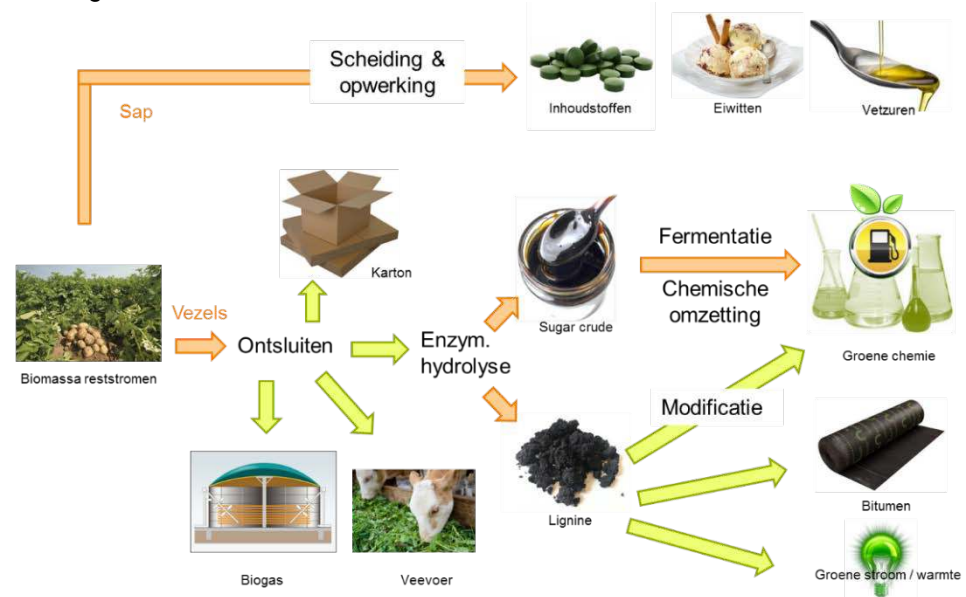 Scheiding &
opwerking
Sap
Inhoudstoffen
Eiwitten
Vetzuren
Karton
Vezels
Ontsluiten
Enzym.
hydrolyse
Sugar crude
Fermentatie
Chemische
omzetting
Groene chemie
Biomassa reststromen
Modificatie
Lignine
Bitumen
Biogas
Veevoer
Groene stroom / warmte